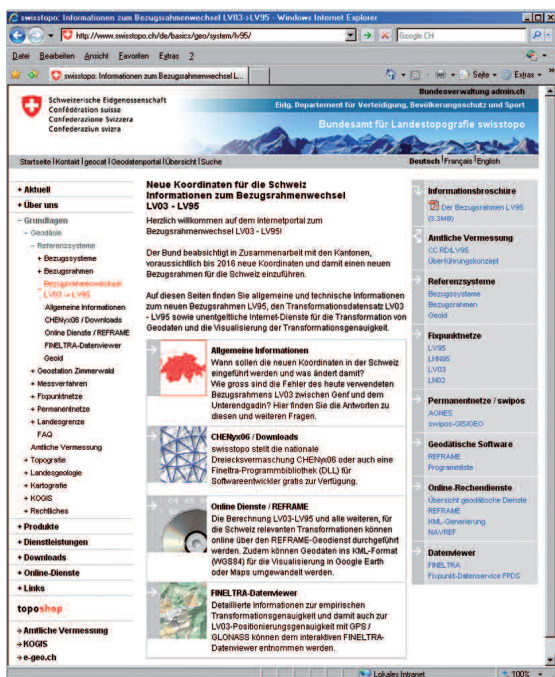 swisstopo: Informationen zum Bezugsrahmenwechsel LV03->LV95 - Windows Internet Explorer
http://www.swisstopo.ch/de/basics/geo/system/lv95/
Google CH
Datei Bearbeiten Ansicht Favoriten Extras ?
swisstopo: Informationen zum Bezugsrahmenwechsel L...
Seite
Extras
Bundesverwaltung admin.ch
Schweizerische Eidgenossenschaft
Confédération suisse
Confederazione Svizzera
Confederaziun svizra
Eidg. Departement für Verteidigung, Bevölkerungsschutz und Sport
Bundesamt für Landestopografie swisstopo
Startseite | Kontakt | geocat | Geodatenportal | Übersicht | Suche
Deutsch | Français | English
+ Aktuell
+ Über uns
- Grundlagen
- Geodäsie
- Referenzsysteme
+ Bezugssysteme
+ Bezugsrahmen
- Bezugsrahmenwechsel
LV03 -> LV95
Allgemeine Informationen
CHENyx06 / Downloads
Online Dienste / REFRAME
FINELTRA-Datenviewer
Geoid
+ Geostation Zimmerwald
+ Messverfahren
+ Fixpunktnetze
+ Permanentnetze
+ Landesgrenze
FAQ
Amtliche Vermessung
+ Topografie
+ Landesgeologie
+ Kartografie
+ KOGIS
+ Rechtliches
+ Produkte
+ Dienstleistungen
+ Downloads
+ Online-Dienste
+ Links
toposhop
→ Amtliche Vermessung
→ KOGIS
→ e-geo.ch
Neue Koordinaten für die Schweiz
Informationen zum Bezugsrahmenwechsel
LV03 - LV95
Herzlich willkommen auf dem Internetportal zum
Bezugsrahmenwechsel LV03 - LV95!
Der Bund beabsichtigt in Zusammenarbeit mit den Kantonen,
voraussichtlich bis 2016 neue Koordinaten und damit einen neuen
Bezugsrahmen für die Schweiz einzuführen.
Auf diesen Seiten finden Sie allgemeine und technische Informationen
zum neuen Bezugsrahmen LV95, den Transformationsdatensatz LV03
- LV95 sowie unentgeltliche Internet-Dienste für die Transformation von
Geodaten und die Visualisierung der Transformationsgenauigkeit.
Allgemeine Informationen
Wann sollen die neuen Koordinaten in der Schweiz
eingeführt werden und was ändert damit?
Wie gross sind die Fehler des heute verwendeten
Bezugsrahmens LV03 zwischen Genf und dem
Unterengadin? Hier finden Sie die Antworten zu
diesen und weiteren Fragen.
CHENyx06 / Downloads
swisstopo stellt die nationale
Dreiecksvermaschung CHENyx06 oder auch eine
Fineltra-Programmbibliothek (DLL) für
Softwareentwickler gratis zur Verfügung.
Online Dienste / REFRAME
Die Berechnung LV03-LV95 und alle weiteren, für
die Schweiz relevanten Transformationen können
online über den REFRAME-Geodienst durchgeführt
werden. Zudem können Geodaten ins KML-Format
(WGS84) für die Visualisierung in Google Earth
oder Maps umgewandelt werden.
FINELTRA-Datenviewer
Detaillierte Informationen zur empirischen
Transformationsgenauigkeit und damit auch zur
LV03-Positionierungsgenauigkeit mit GPS /
GLONASS können dem interaktiven FINELTRA-
Datenviewer entnommen werden.
Informationsbroschüre
Der Bezugsrahmen LV95
(3.3MB)
Amtliche Vermessung
CC RD/LV95
Überführungskonzept
Referenzsysteme
Bezugssysteme
Bezugsrahmen
Geoid
Fixpunktnetze
LV95
LHN95
LV03
LN02
Permanentnetze / swipos
AGNES
swipos-GIS/GEO
Geodätische Software
REFRAME
Programmliste
Online-Rechendienste
Übersicht geodätische Dienste
REFRAME
KML-Generierung
NAVREF
Datenviewer
FINELTRA
Fixpunkt-Datenservice FPDS
Lokales Intranet
100%